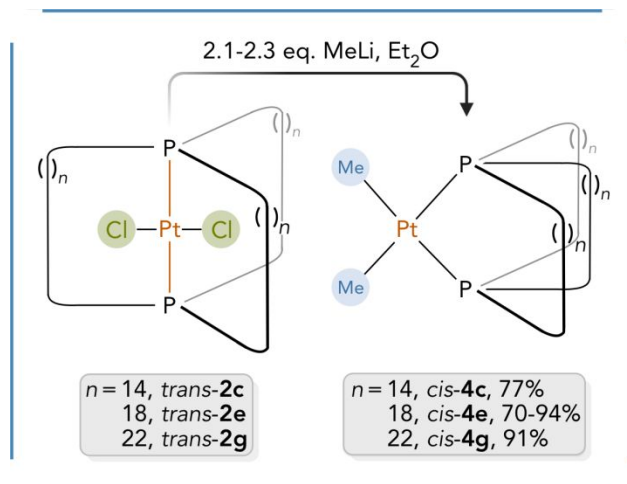 2.1-2.3 eq. MeLi, Et₂O
P
( )n
( )n
( )n
Cl
Pt
Cl
P
Me
P
( )n
( )n
( )n
Pt
Me
P
n = 14, trans-2c
18, trans-2e
22, trans-2g
n = 14, cis-4c, 77%
18, cis-4e, 70-94%
22, cis-4g, 91%